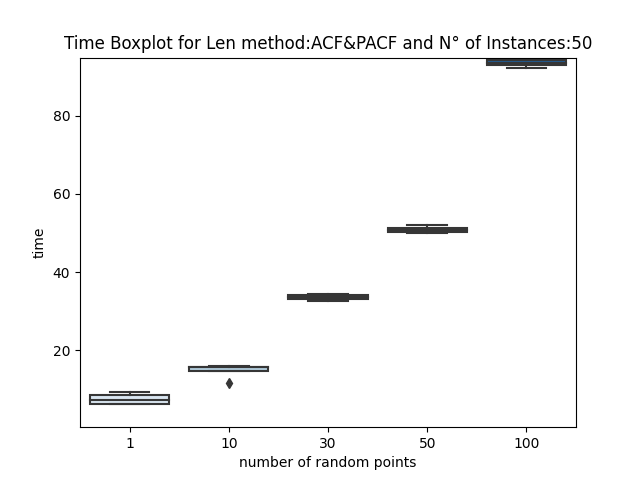 Time Boxplot for Len method:ACF&PACF and N° of Instances:50
80
60
40
20
time
1 10 30 50 100
number of random points